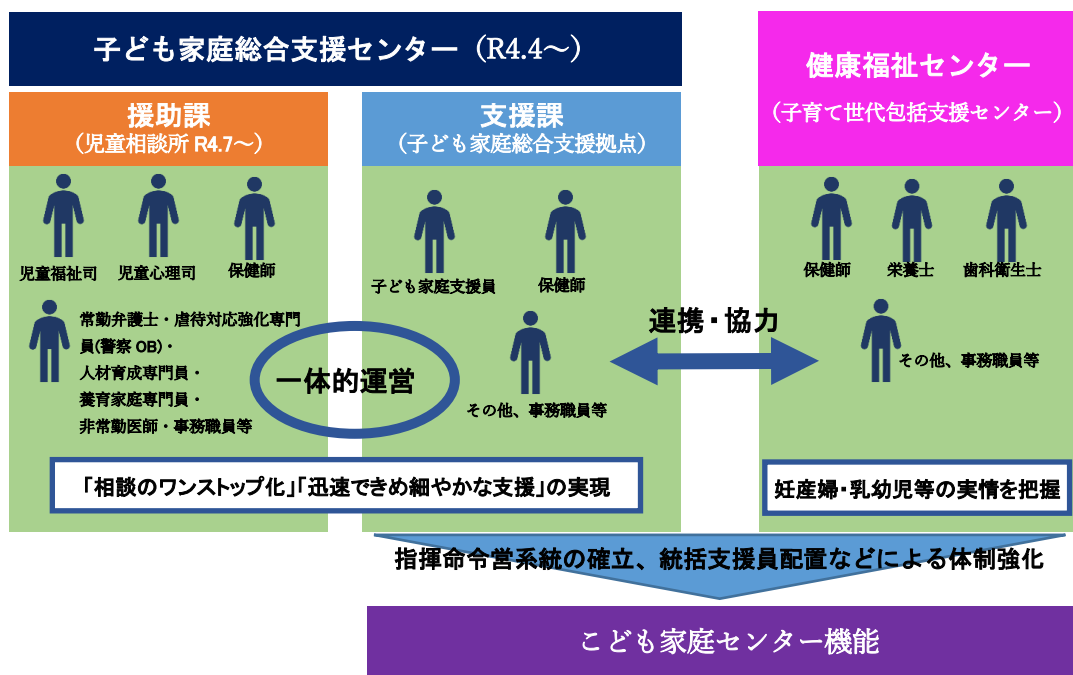 子ども家庭総合支援センター（R4.4～）
援助課
（児童相談所 R4.7～）
児童福祉司
児童心理司
保健師
常勤弁護士・虐待対応強化専門
員(警察 OB)・
人材育成専門員・
養育家庭専門員・
非常勤医師・事務職員等
支援課
（子ども家庭総合支援拠点）
子ども家庭支援員
保健師
その他、事務職員等
一体的運営
「相談のワンストップ化」「迅速できめ細やかな支援」の実現
連携・協力
健康福祉センター
（子育て世代包括支援センター）
保健師
栄養士
歯科衛生士
その他、事務職員等
妊産婦・乳幼児等の実情を把握
指揮命令営系統の確立、統括支援員配置などによる体制強化
こども家庭センター機能